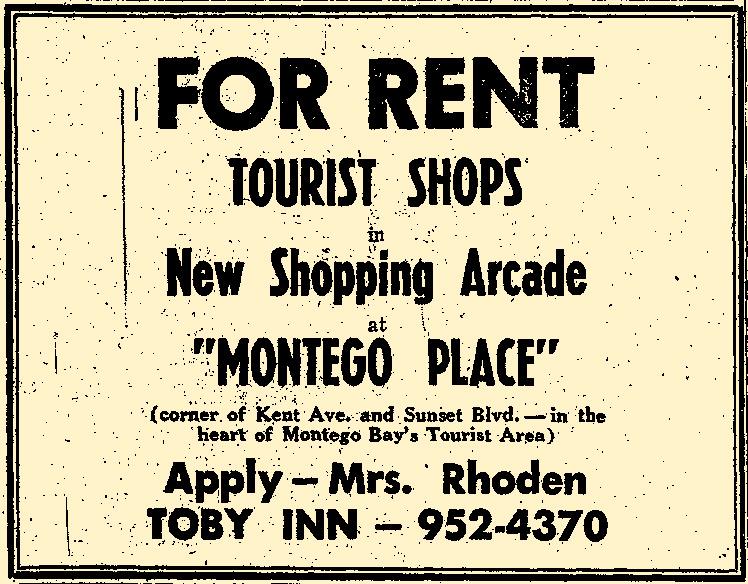 FOR RENT
TOURIST SHOPS
in
New Shopping Arcade
at
"MONTEGO PLACE"
(corner of Kent Ave. and Sunset Blvd. — in the
heart of Montego Bay's Tourist Area)
Apply — Mrs. Rhoden
TOBY INN — 952-4370